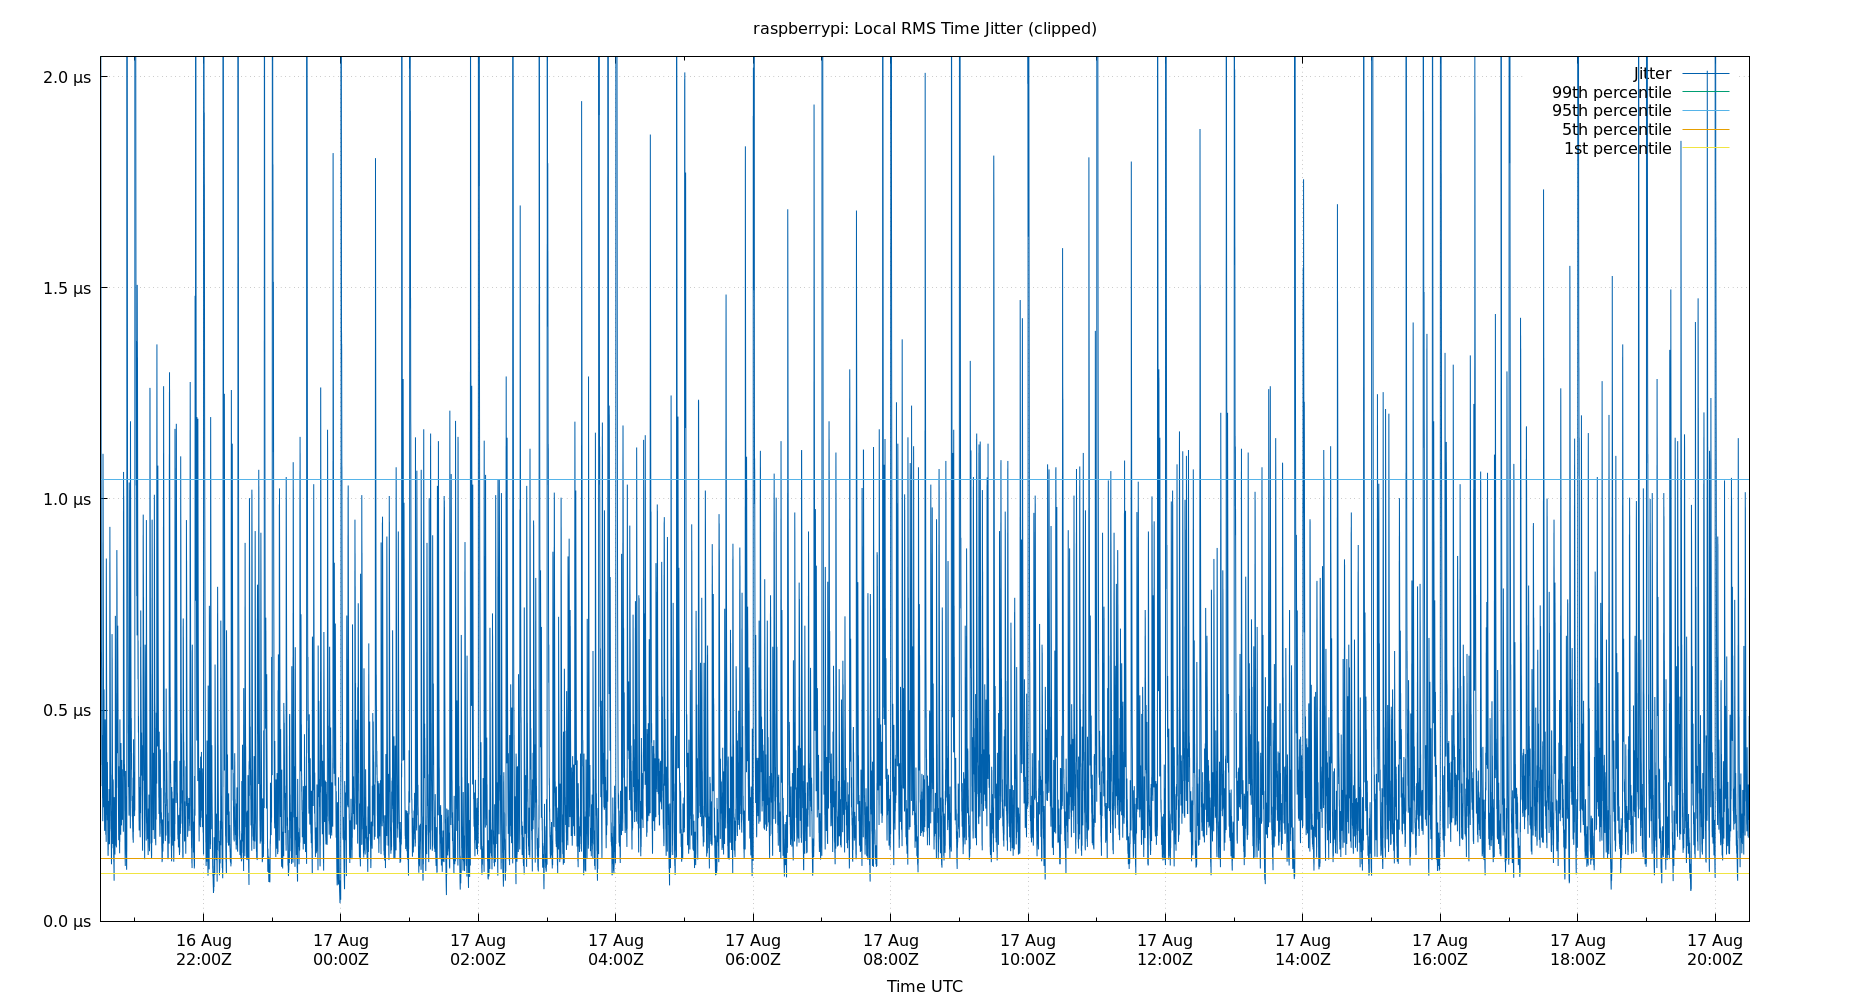 raspberrypi: Local RMS Time Jitter (clipped)
2.0 µs
1.5 µs
1.0 µs
0.5 µs
0.0 µs
Jitter
99th percentile
95th percentile
5th percentile
1st percentile
16 Aug 17 Aug 17 Aug 17 Aug 17 Aug 17 Aug 17 Aug 17 Aug 17 Aug 17 Aug 17 Aug 17 Aug
22:00Z 00:00Z 02:00Z 04:00Z 06:00Z 08:00Z 10:00Z 12:00Z 14:00Z 16:00Z 18:00Z 20:00Z
Time UTC